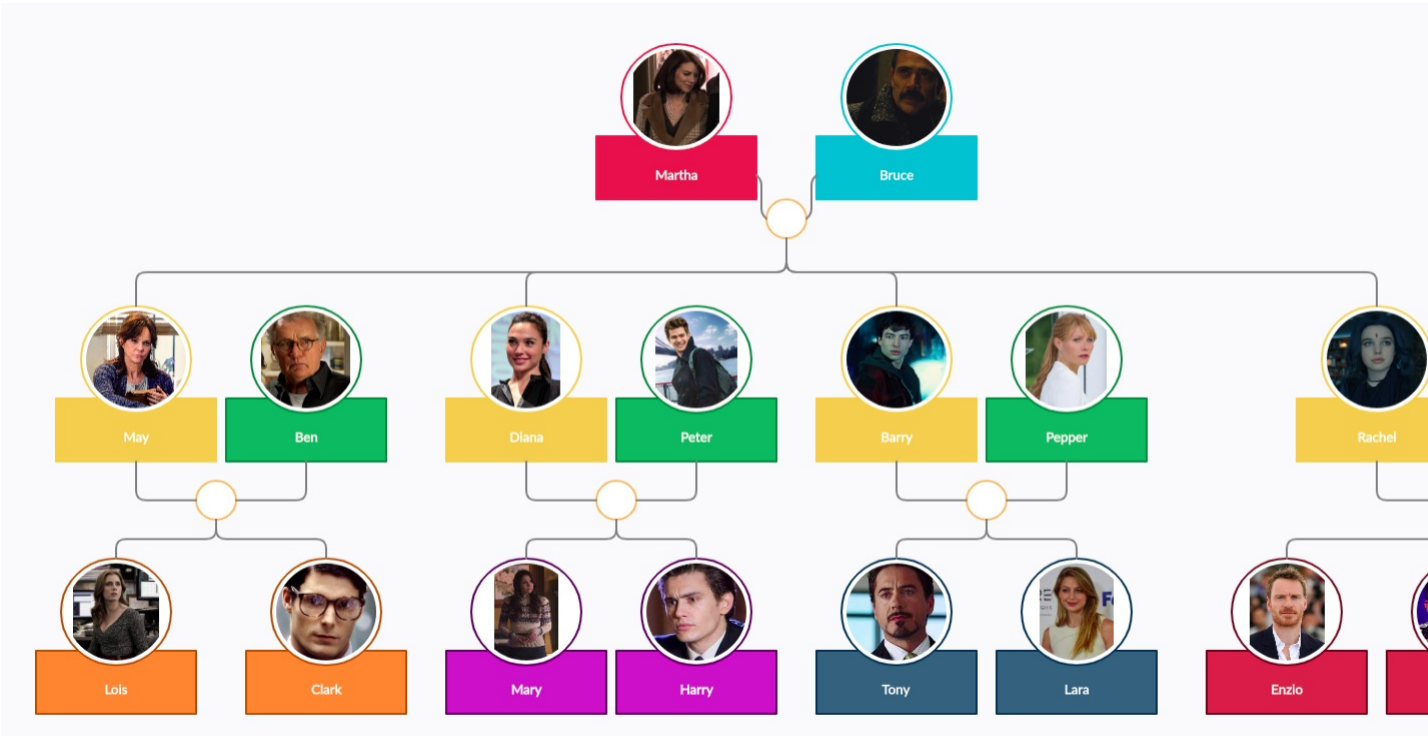 Martha
Bruce
May
Ben
Diana
Peter
Barry
Pepper
Rachel
Lois
Clark
Mary
Harry
Tony
Lara
Enzio